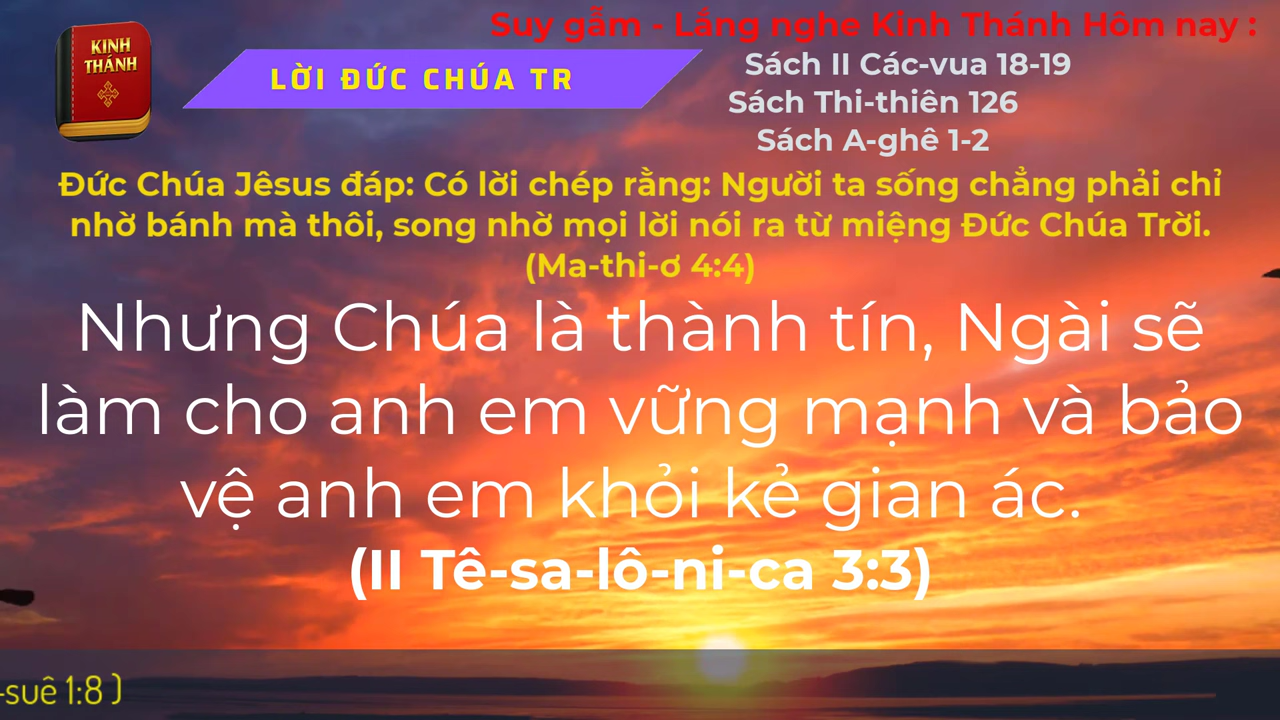 Suy gẫm - Lắng nghe Kinh Thánh Hôm nay :
KINH
THÁNH
LỜI ĐỨC CHÚA TR
Sách II Các-vua 18-19
Sách Thi-thiên 126
Sách A-ghê 1-2
Đức Chúa Jêsus đáp: Có lời chép rằng: Người ta sống chẳng phải chỉ
nhờ bánh mà thôi, song nhờ mọi lời nói ra từ miệng Đức Chúa Trời.
(Ma-thi-ơ 4:4)
Nhưng Chúa là thành tín, Ngài sẽ
làm cho anh em vững mạnh và bảo
vệ anh em khỏi kẻ gian ác.
(II Tê-sa-lô-ni-ca 3:3)
-suê 1:8 )